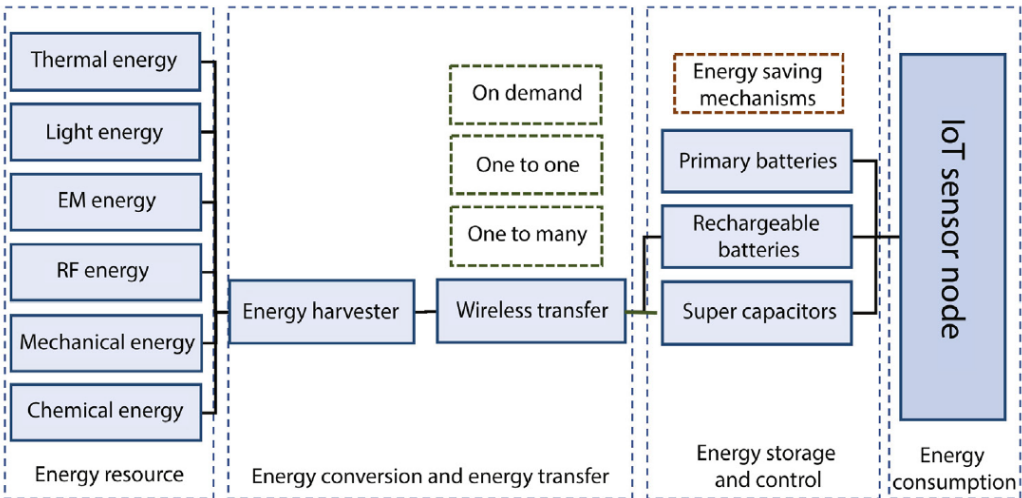 Thermal energy
Light energy
EM energy
RF energy
Mechanical energy
Chemical energy
Energy resource
On demand
One to one
One to many
Energy harvester
Wireless transfer
Energy conversion and energy transfer
Energy saving
mechanisms
Primary batteries
Rechargeable
batteries
Super capacitors
Energy storage
and control
IoT sensor node
Energy
consumption